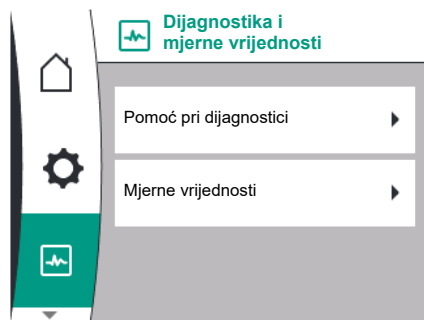 Dijagnostika i
mjerne vrijednosti
Pomoć pri dijagnostici
Mjerne vrijednosti